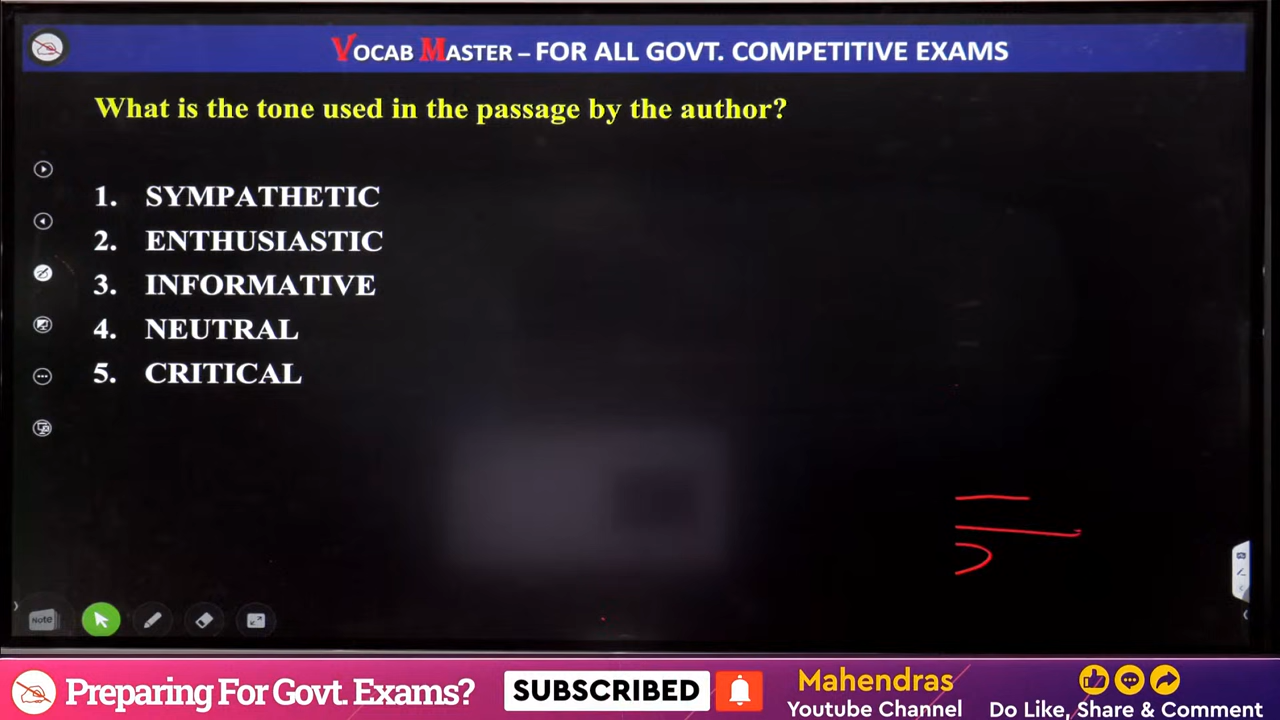 VOCAB MASTER – FOR ALL GOVT. COMPETITIVE EXAMS
What is the tone used in the passage by the author?
1. SYMPATHETIC
2. ENTHUSIASTIC
3. INFORMATIVE
4. NEUTRAL
5. CRITICAL
Note
Preparing For Govt. Exams?
SUBSCRIBED
Mahendras
Youtube Channel
Do Like, Share & Comment